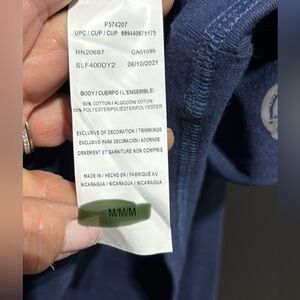 P374207
UPC / CUP / CUP : 889440879175
RN20697 CA01095
SLF400DY2 06/10/2021
BODY / CUERPO / L'ENSEMBLE:
50% COTTON / ALGODÓN COTON
50% POLYESTER/POLIÉSTER/POLYESTER
EXCLUSIVE OF DECORATION / TRIMMINGS
EXCLUSIVO PARA DECORACIÓN / ADORNOS
ORNEMENT ET GARNITURE NON COMPRIS
MADE IN / HECHO EN / FABRIQUÉ AU
NICARAGUA / NICARAGUA / NICARAGUA
M/M/M